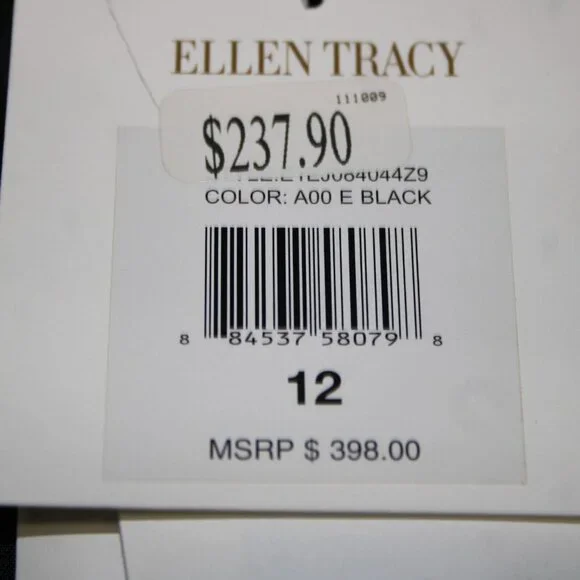 ELLEN TRACY
111009
$237.90
COLOR: A00 E BLACK
8 84537 58079 8
12
MSRP $ 398.00